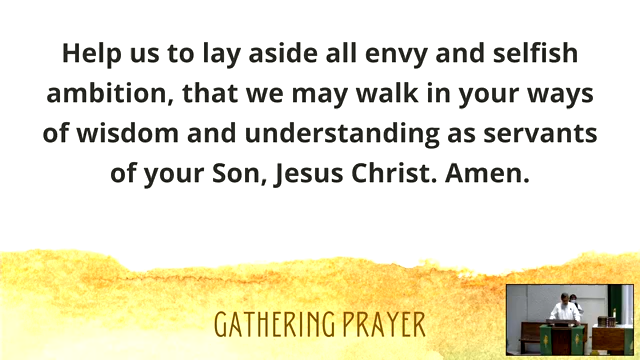 Help us to lay aside all envy and selfish
ambition, that we may walk in your ways
of wisdom and understanding as servants
of your Son, Jesus Christ. Amen.
GATHERING PRAYER